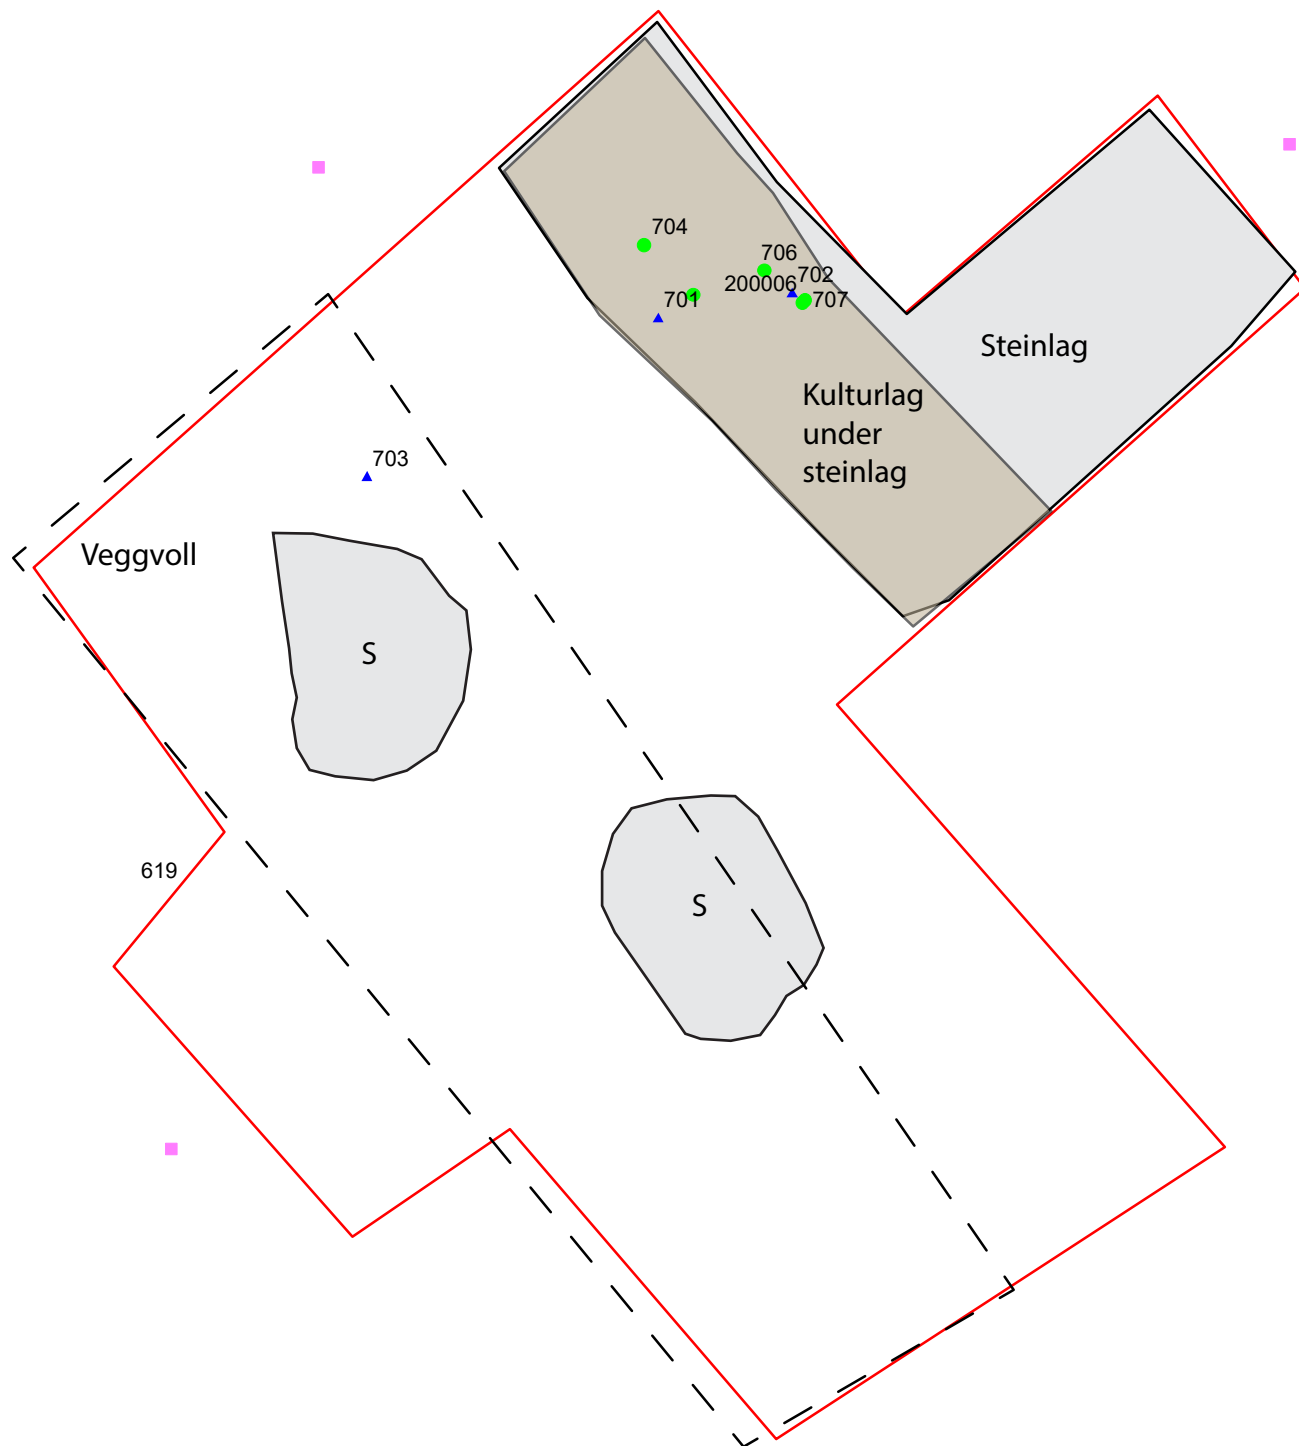 704
706
702
200006
701
707
Steinlag
Kulturlag
under
steinlag
703
Veggvoll
S
619
S